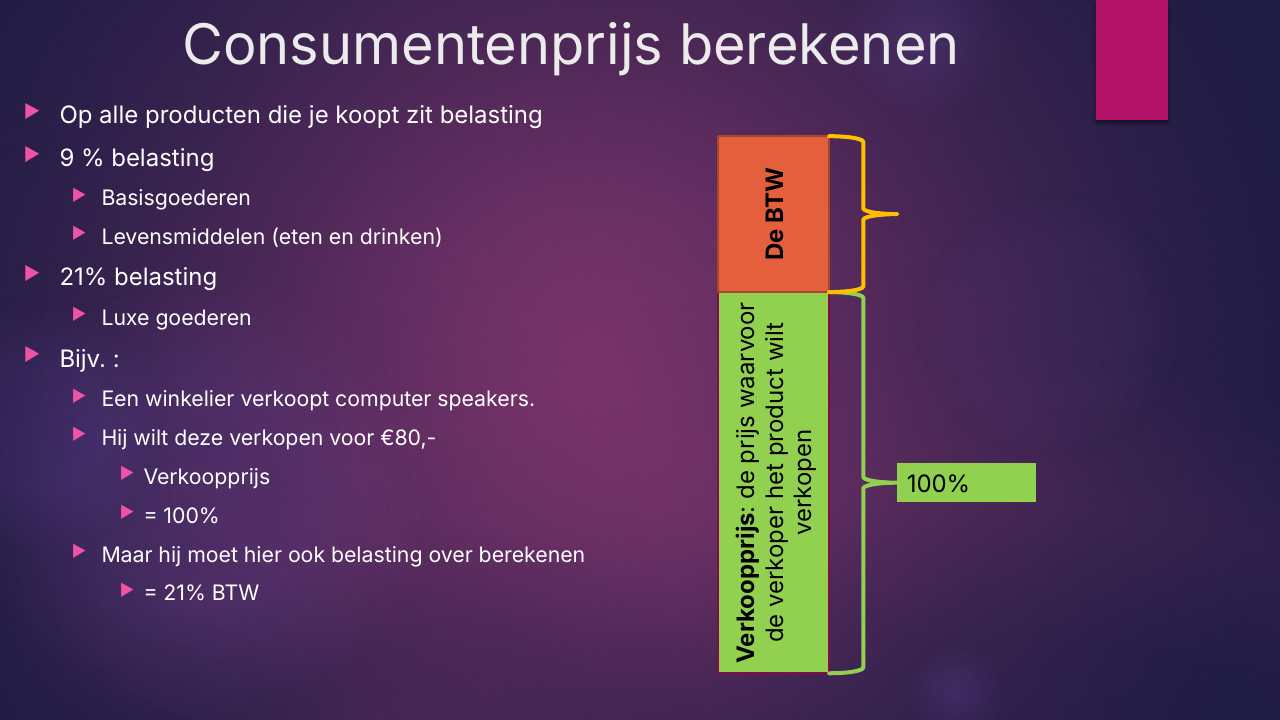 Consumentenprijs berekenen
Op alle producten die je koopt zit belasting
9 % belasting
Basisgoederen
Levensmiddelen (eten en drinken)
21% belasting
Luxe goederen
Bijv. :
Een winkelier verkoopt computer speakers.
Hij wilt deze verkopen voor €80,-
Verkoopprijs
= 100%
Maar hij moet hier ook belasting over berekenen
= 21% BTW
De BTW
Verkoopprijs: de prijs waarvoor
de verkoper het product wilt
verkopen
100%